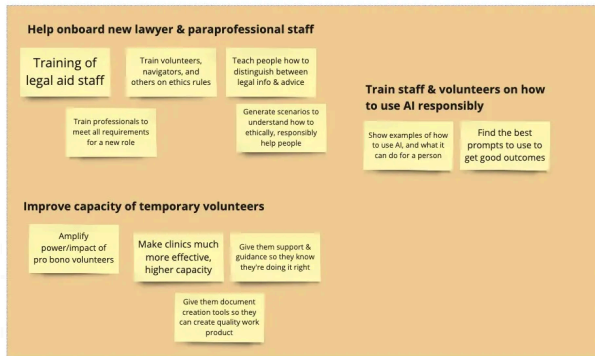 Help onboard new lawyer & paraprofessional staff
Training of
legal aid staff
Train volunteers,
navigators, and
others on ethics rules
Teach people how to
distinguish between
legal info & advice
Train professionals to
meet all requirements
for a new role
Generate scenarios to
understand how to
ethically, responsibly
help people
Train staff & volunteers on how
to use AI responsibly
Show examples of how
to use AI, and what it
can do for a person
Find the best
prompts to use to
get good outcomes
Improve capacity of temporary volunteers
Amplify
power/impact of
pro bono volunteers
Make clinics much
more effective,
higher capacity
Give them support &
guidance so they know
they're doing it right
Give them document
creation tools so they
can create quality work
product